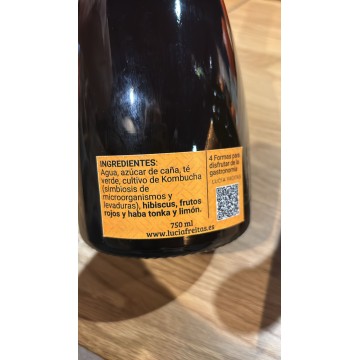 INGREDIENTES:
Agua, azúcar de caña, té
verde, cultivo de Kombucha
(simbiosis de
microorganismos y
levaduras), hibiscus, frutos
rojos y haba tonka y limón.
750 ml
www.luciafreitas.es
4 Formas para
disfrutar de la
gastronomía